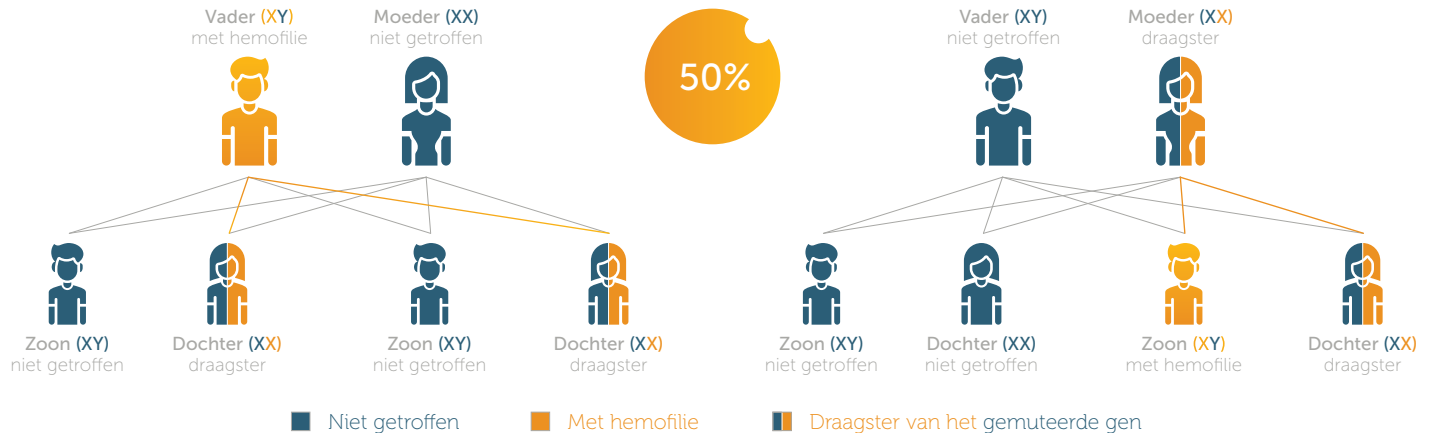 Vader (XY)
met hemofilie
Moeder (XX)
niet getroffen
50%
Vader (XY)
niet getroffen
Moeder (XX)
draagster
Zoon (XY)
niet getroffen
Dochter (XX)
draagster
Zoon (XY)
niet getroffen
Dochter (XX)
draagster
Zoon (XY)
niet getroffen
Dochter (XX)
niet getroffen
Zoon (XY)
met hemofilie
Dochter (XX)
draagster
Niet getroffen
Met hemofilie
Draagster van het gemuteerde gen